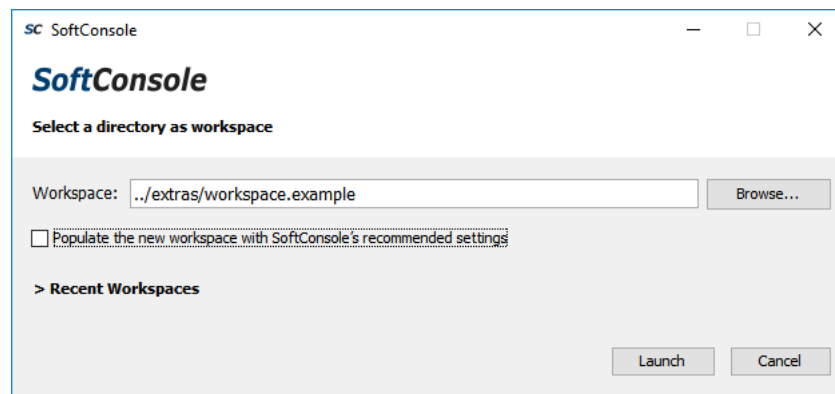 SC SoftConsole
SoftConsole
Select a directory as workspace
Workspace: ../extras/workspace.example Browse...
Populate the new workspace with SoftConsole's recommended settings
> Recent Workspaces
Launch Cancel